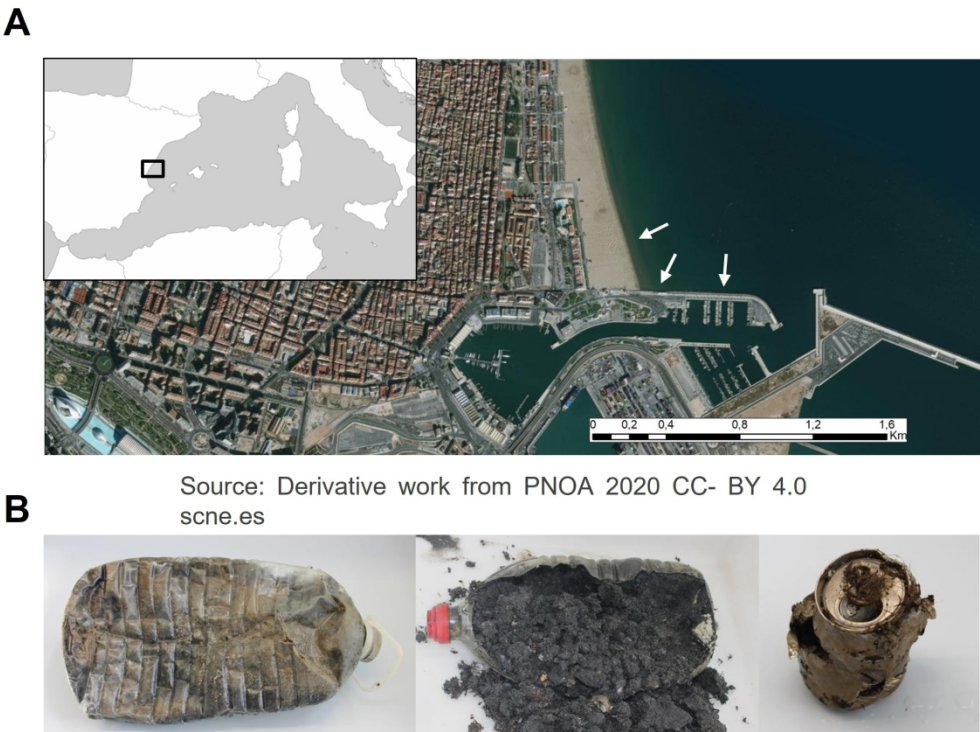 A
0 0,2 0,4 0,8 1,2 1,6
Km
Source: Derivative work from PNOA 2020 CC- BY 4.0
scne.es
B